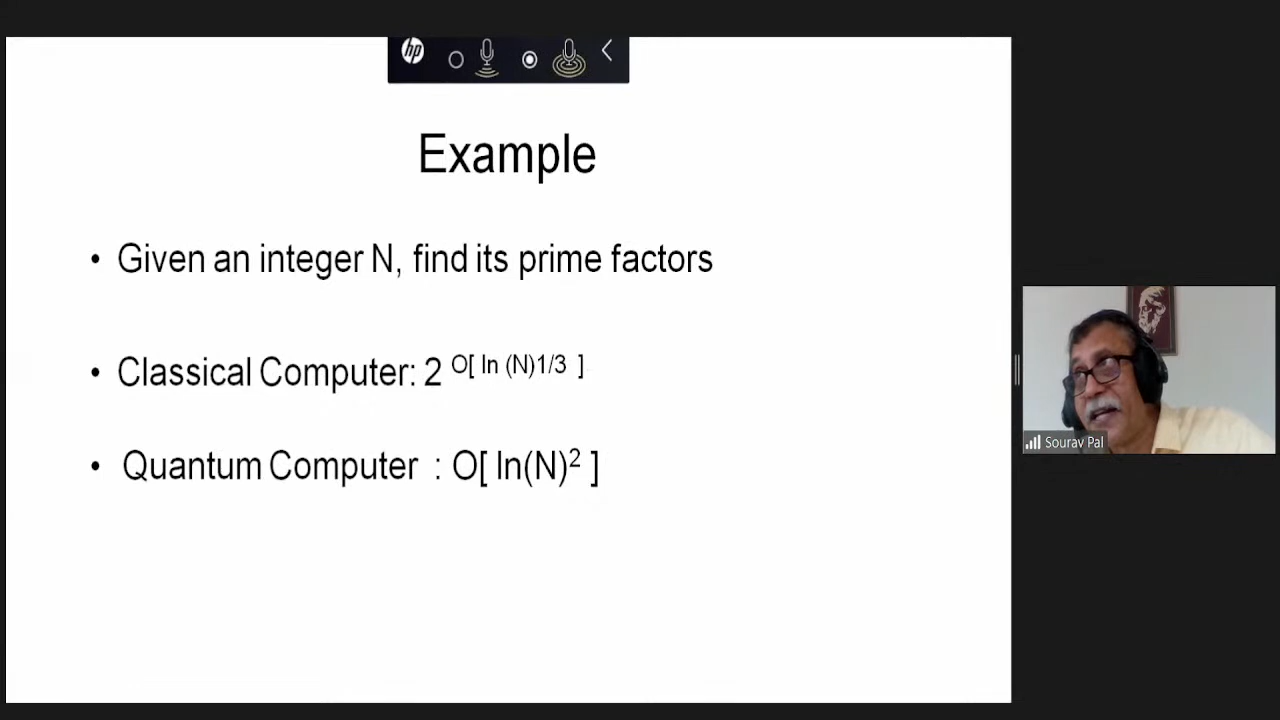 hp
Example
• Given an integer N, find its prime factors
• Classical Computer: 2 O[ ln (N)1/3 ]
• Quantum Computer : O[ ln(N)2 ]
Sourav Pal